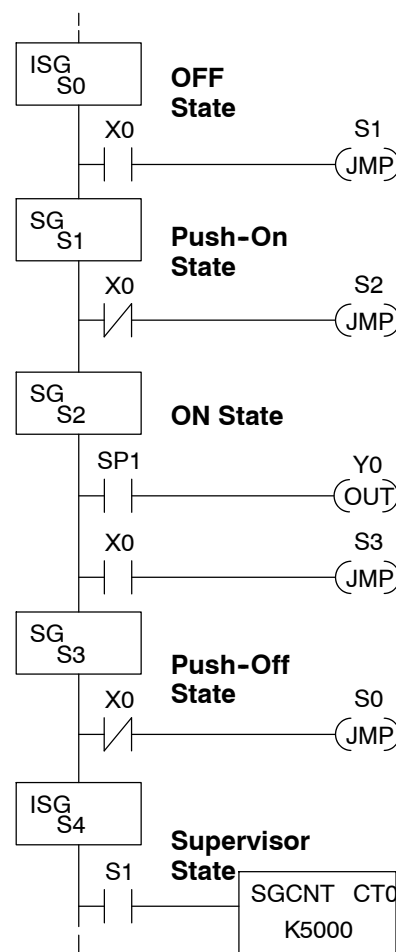 ISG
S0
OFF
State
X0
S1
JMP
SG
S1
Push-On
State
X0
S2
JMP
SG
S2
ON State
SP1
Y0
OUT
X0
S3
JMP
SG
S3
Push-Off
State
X0
S0
JMP
ISG
S4
Supervisor
State
S1
SGCNT CT0
K5000